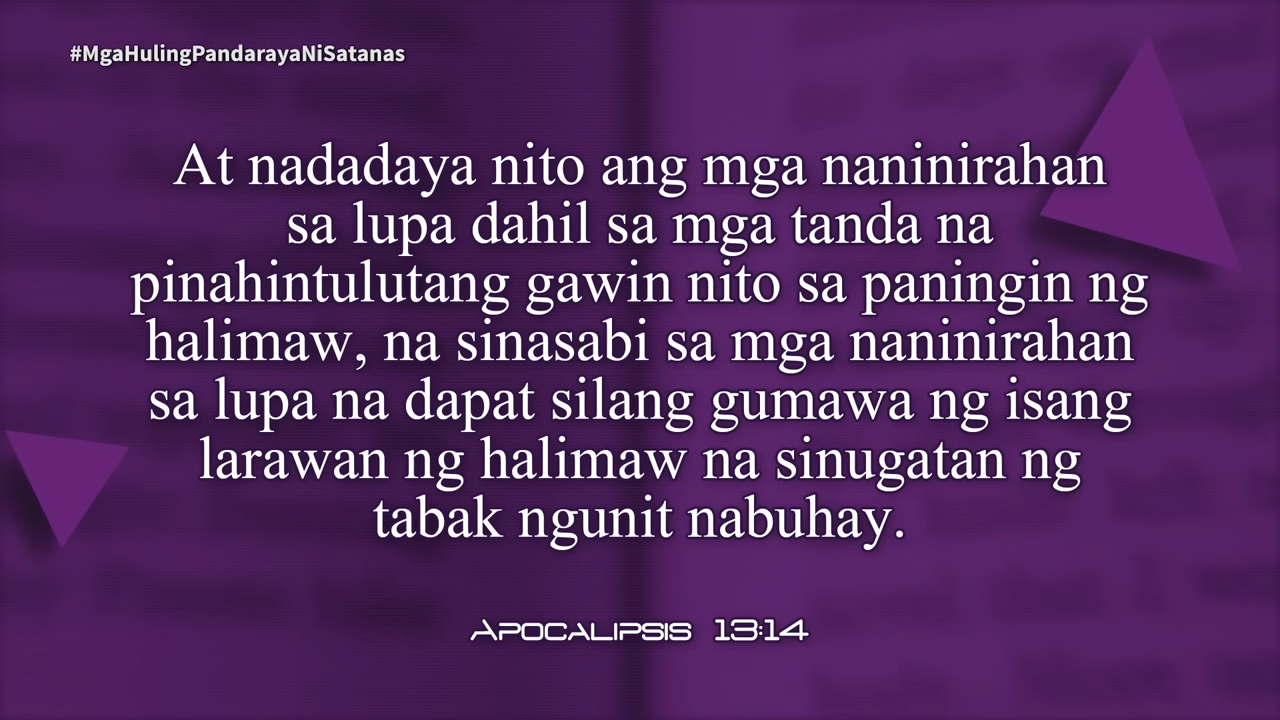 #MgaHulingPandarayaNiSatanas
At nadadaya nito ang mga naninirahan
sa lupa dahil sa mga tanda na
pinahintulutang gawin nito sa paningin ng
halimaw, na sinasabi sa mga naninirahan
sa lupa na dapat silang gumawa ng isang
larawan ng halimaw na sinugatan ng
tabak ngunit nabuhay.
Apocalipsis 13:14